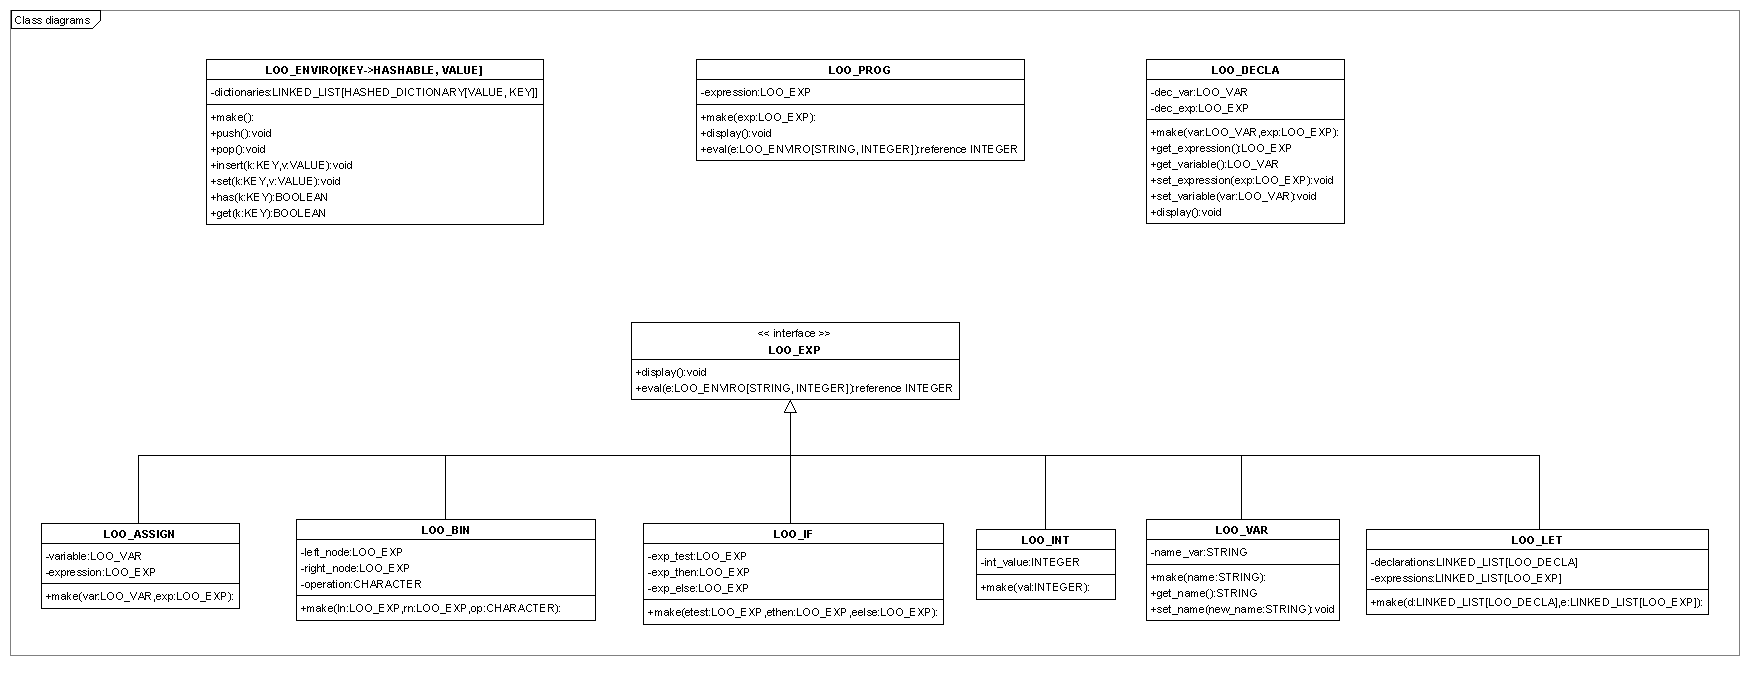 Class diagrams
LOO_ENVIRO[KEY->HASHABLE, VALUE]
-dictionaries:LINKED_LIST[HASHED_DICTIONARY[VALUE, KEY]]
+make():
+push():void
+pop():void
+insert(k:KEY,v:VALUE):void
+set(k:KEY,v:VALUE):void
+has(k:KEY):BOOLEAN
+get(k:KEY):BOOLEAN
LOO_PROG
-expression:LOO_EXP
+make(exp:LOO_EXP):
+display():void
+eval(e:LOO_ENVIRO[STRING, INTEGER]):reference INTEGER
LOO_DECLA
-dec_var:LOO_VAR
-dec_exp:LOO_EXP
+make(var:LOO_VAR,exp:LOO_EXP):
+get_expression():LOO_EXP
+get_variable():LOO_VAR
+set_expression(exp:LOO_EXP):void
+set_variable(var:LOO_VAR):void
+display():void
<< interface >>
LOO_EXP
+display():void
+eval(e:LOO_ENVIRO[STRING, INTEGER]):reference INTEGER
LOO_ASSIGN
-variable:LOO_VAR
-expression:LOO_EXP
+make(var:LOO_VAR,exp:LOO_EXP):
LOO_BIN
-left_node:LOO_EXP
-right_node:LOO_EXP
-operation:CHARACTER
+make(ln:LOO_EXP,rn:LOO_EXP,op:CHARACTER):
LOO_IF
-exp_test:LOO_EXP
-exp_then:LOO_EXP
-exp_else:LOO_EXP
+make(etest:LOO_EXP,ethen:LOO_EXP,eelse:LOO_EXP):
LOO_INT
-int_value:INTEGER
+make(val:INTEGER):
LOO_VAR
-name_var:STRING
+make(name:STRING):
+get_name():STRING
+set_name(new_name:STRING):void
LOO_LET
-declarations:LINKED_LIST[LOO_DECLA]
-expressions:LINKED_LIST[LOO_EXP]
+make(d:LINKED_LIST[LOO_DECLA],e:LINKED_LIST[LOO_EXP]):